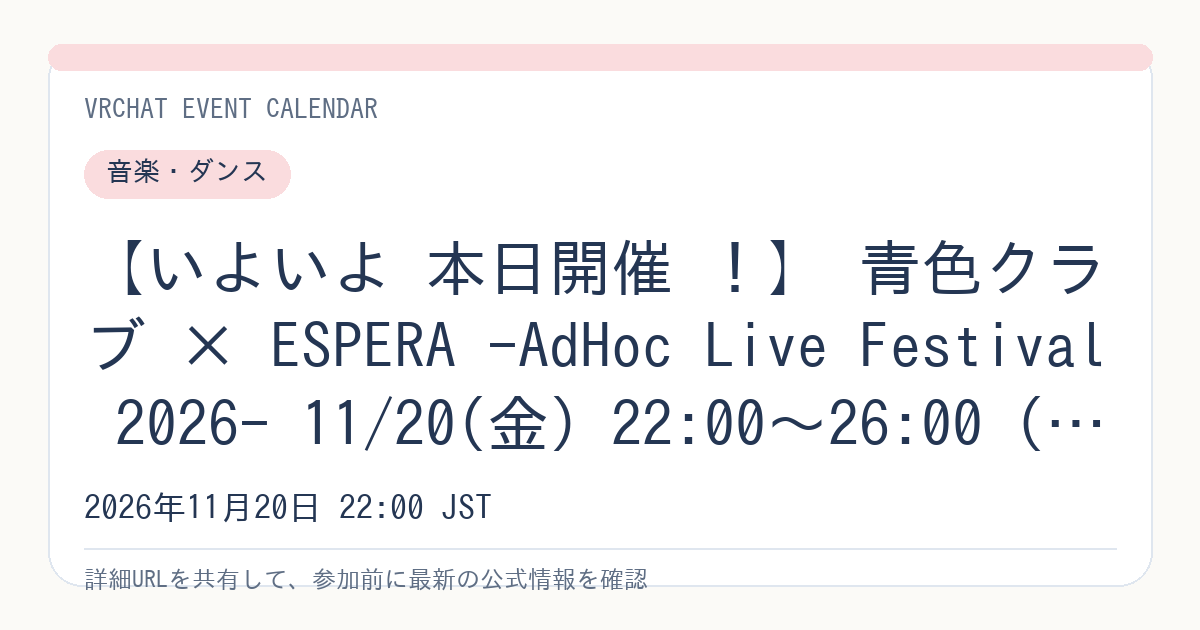 VRCHAT EVENT CALENDAR
音楽・ダンス
【いよいよ 本日開催 ！】 青色クラ
ブ × ESPERA -AdHoc Live Festival
2026- 11/20(金) 22:00〜26:00 (…
2026年11月20日 22:00 JST
詳細URLを共有して、参加前に最新の公式情報を確認